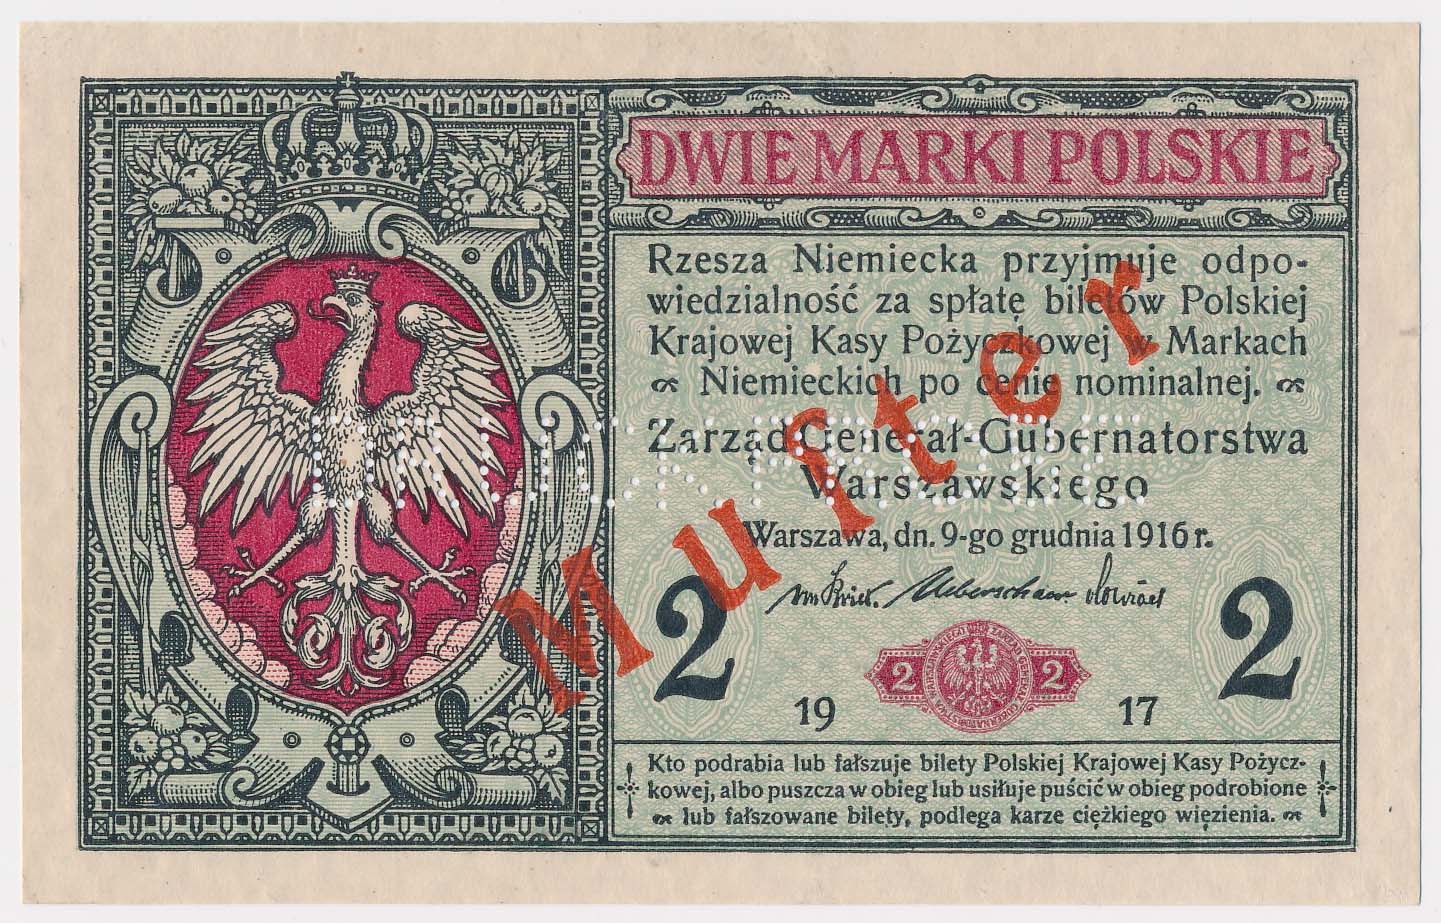 DWIE MARKI POLSKIE
Rzesza Niemiecka przyjmuje odpo-
wiedzialność za spłatę biletów Polskiej
Krajowej Kasy Pożyczkowej w Markach
Niemieckich po cenie nominalnej.
Zarząd Generał-Gubernatorstwa
Warszawskiego
Warszawa, dn. 9-go grudnia 1916 r.
Muſter
2
2
2 2
19 17
Kto podrabia lub fałszuje bilety Polskiej Krajowej Kasy Pożycz-
kowej, albo puszcza w obieg lub usiłuje puścić w obieg podrobione
lub fałszowane bilety, podlega karze ciężkiego więzienia.